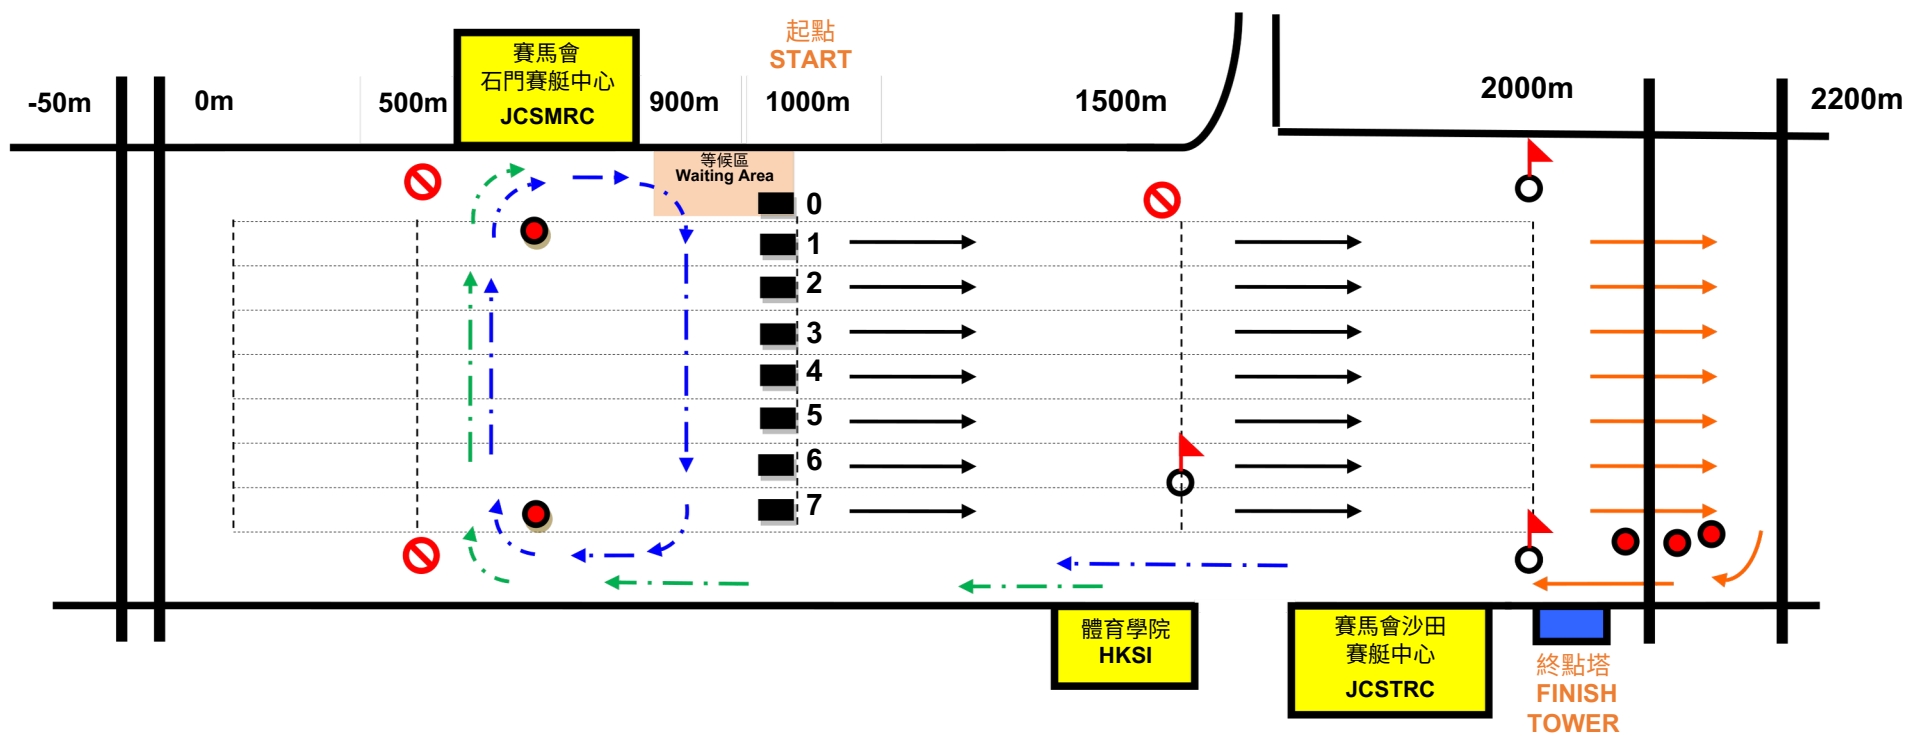 起點
START
-50m
0m
500m
賽馬會
石門賽艇中心
JCSMRC
900m
1000m
1500m
2000m
2200m
等候區
Waiting Area
0
1
2
3
4
5
6
7
體育學院
HKSI
賽馬會沙田
賽艇中心
JCSTRC
終點塔
FINISH
TOWER